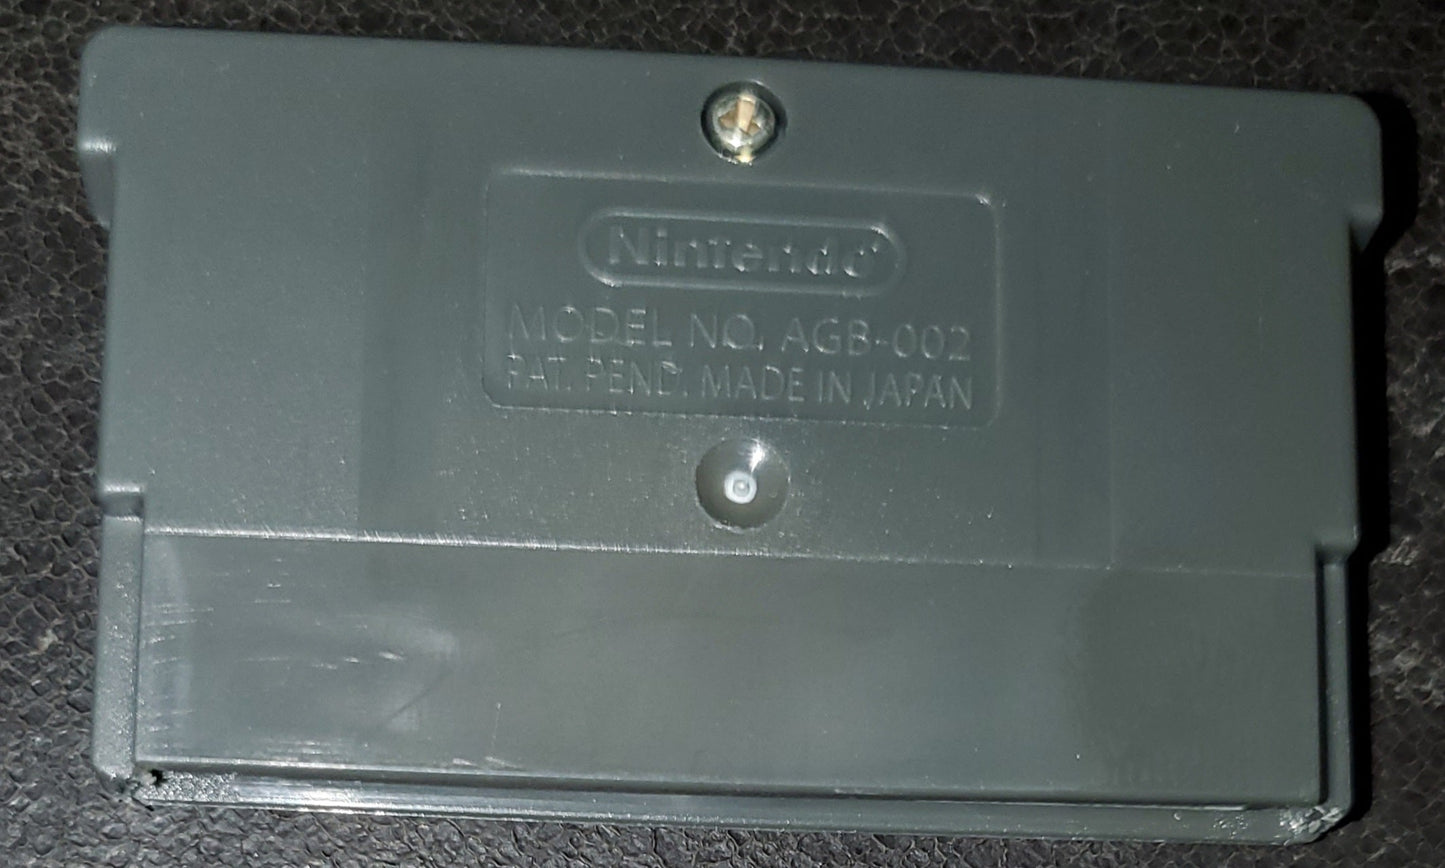 Nintendo
MODEL NO. AGB-002
PAT. PEND. MADE IN JAPAN